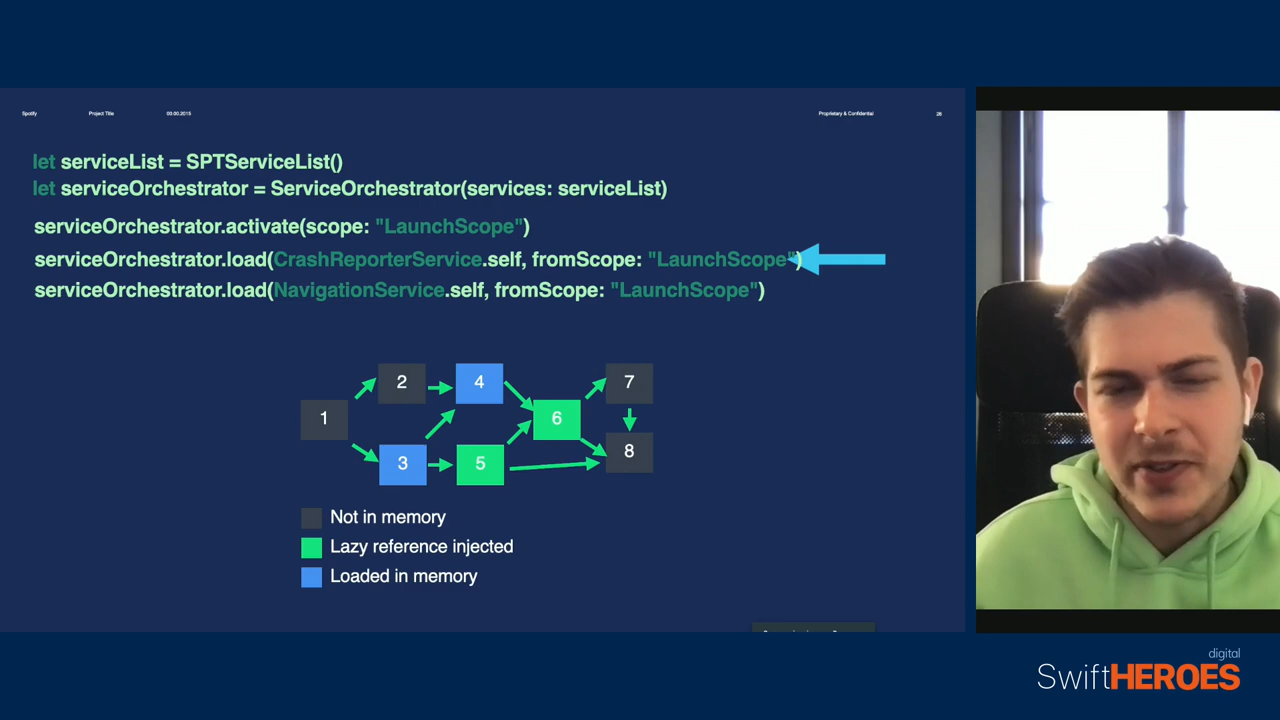 Spotify Project Title 03.00.2015 Proprietary & Confidential 26
let serviceList = SPTServiceList()
let serviceOrchestrator = ServiceOrchestrator(services: serviceList)
serviceOrchestrator.activate(scope: "LaunchScope")
serviceOrchestrator.load(CrashReporterService.self, fromScope: "LaunchScope")
serviceOrchestrator.load(NavigationService.self, fromScope: "LaunchScope")
2 4 7
1 6
3 5 8
Not in memory
Lazy reference injected
Loaded in memory
digital
SwiftHEROES